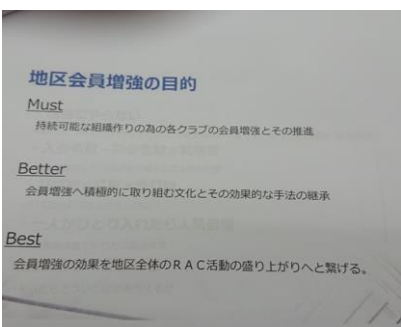 地区会員増強の目的
Must
持続可能な組織作りの為の各クラブの会員増強とその推進
Better
会員増強へ積極的に取り組む文化とその効果的な手法の継承
Best
会員増強の効果を地区全体のRAC活動の盛り上がりへと繋げる。